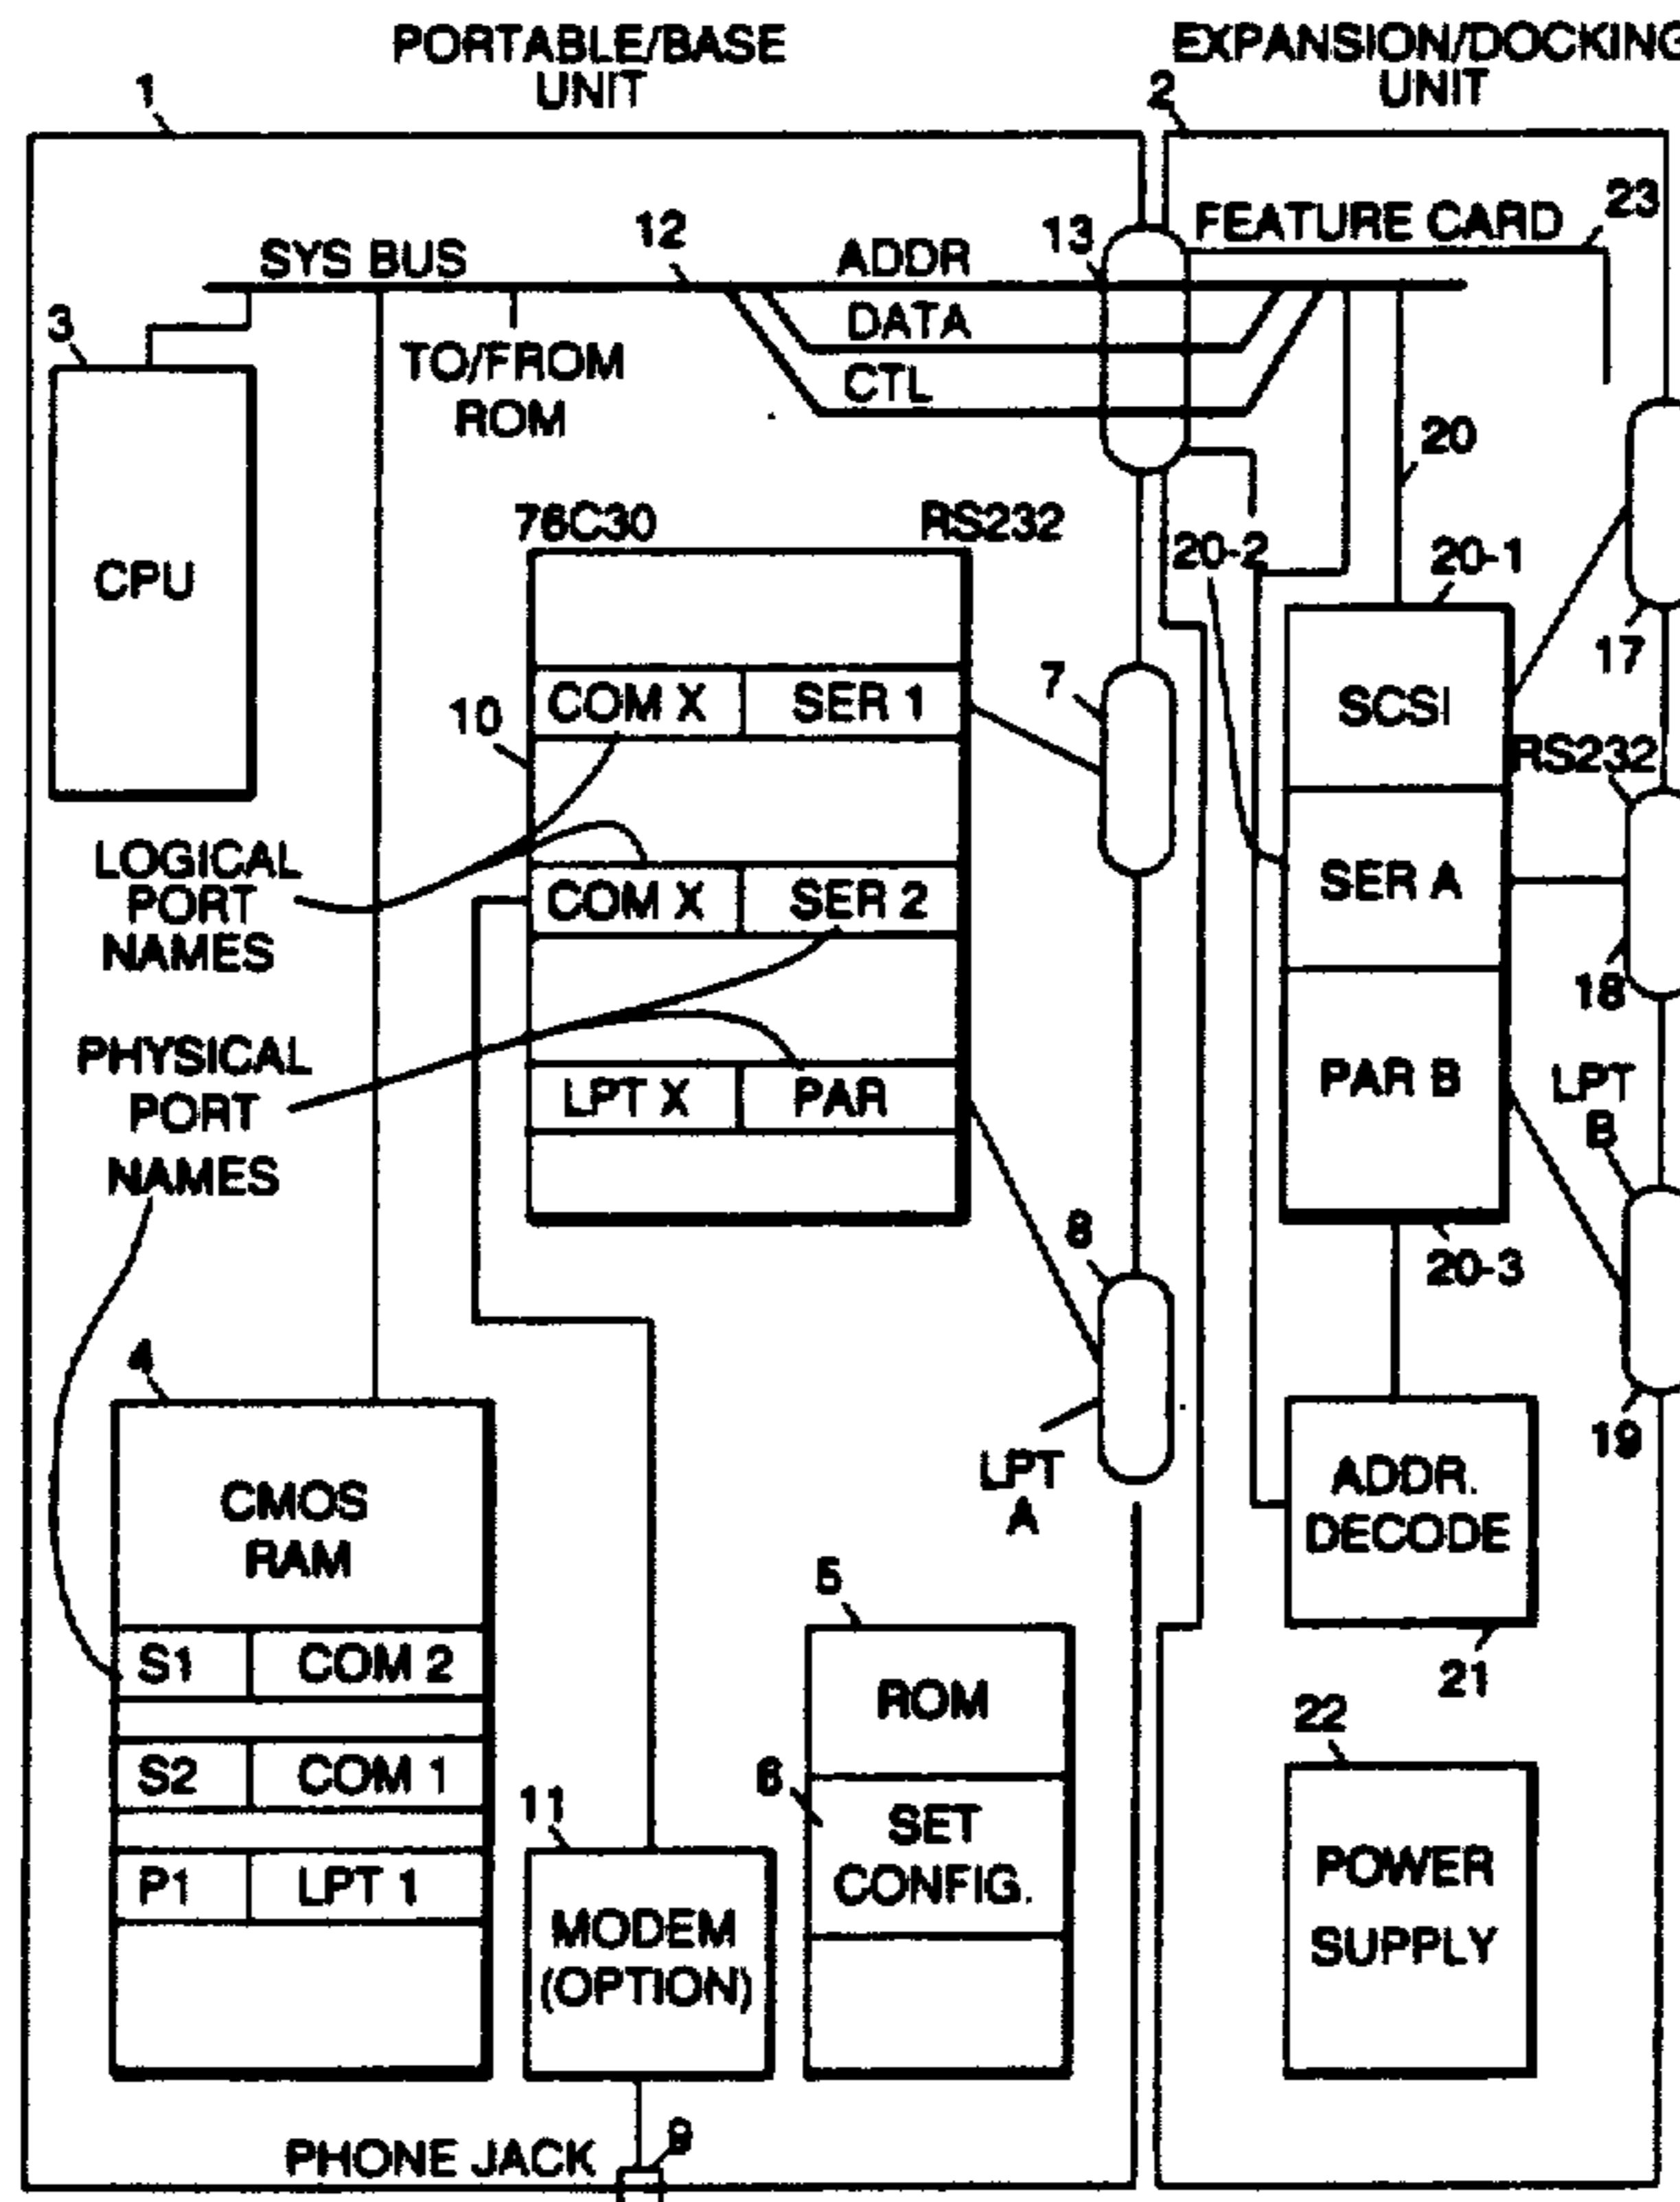 PORTABLE/BASE
UNIT
1
EXPANSION/DOCKING
UNIT
2
SYS BUS
12
ADDR
13
FEATURE CARD
23
3
TO/FROM
ROM
DATA
CTL
20
CPU
76C30
RS232
20-2
20-1
7
17
10
COM X
SER 1
SCSI
RS232
LOGICAL
PORT
NAMES
COM X
SER 2
SER A
18
PHYSICAL
PORT
NAMES
LPT X
PAR
PAR B
LPT
B
8
20-3
4
19
CMOS
RAM
LPT
A
ADDR.
DECODE
5
S1
COM 2
ROM
21
22
S2
COM 1
11
6
SET
CONFIG.
P1
LPT 1
MODEM
(OPTION)
POWER
SUPPLY
PHONE JACK
9